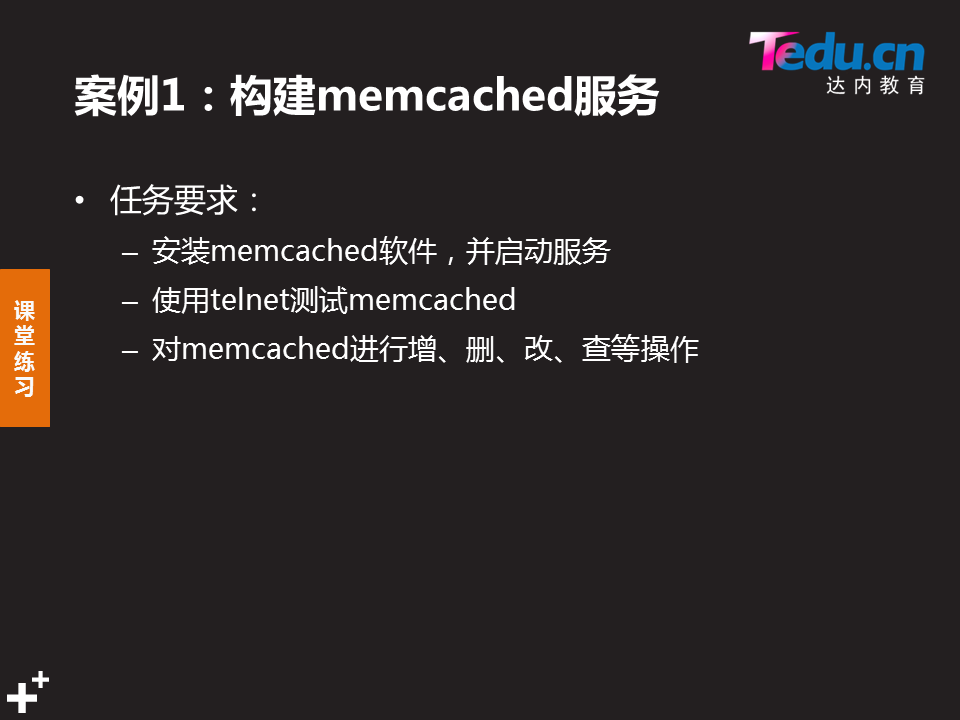 Tedu.cn
达内教育
案例1：构建memcached服务
• 任务要求：
– 安装memcached软件，并启动服务
– 使用telnet测试memcached
– 对memcached进行增、删、改、查等操作
课
堂
练
习